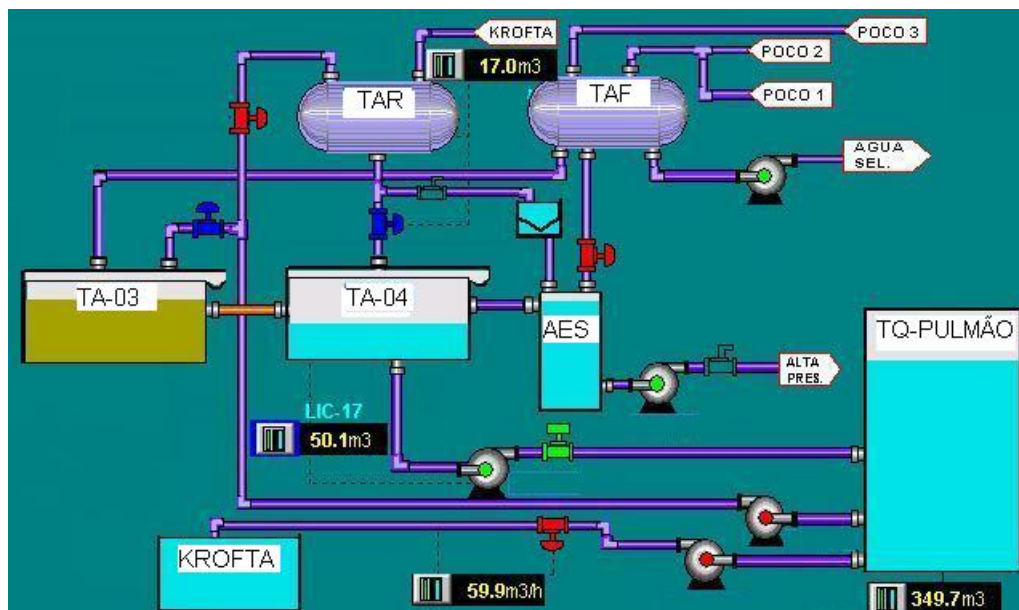 KROFTA
POCO 3
17.0m3
POCO 2
TAR
TAF
POCO 1
AGUA
SEL.
TA-03
TA-04
AES
TQ-PULMÃO
ALTA
PRES.
LIC-17
50.1m3
KROFTA
59.9m3/h
349.7m3